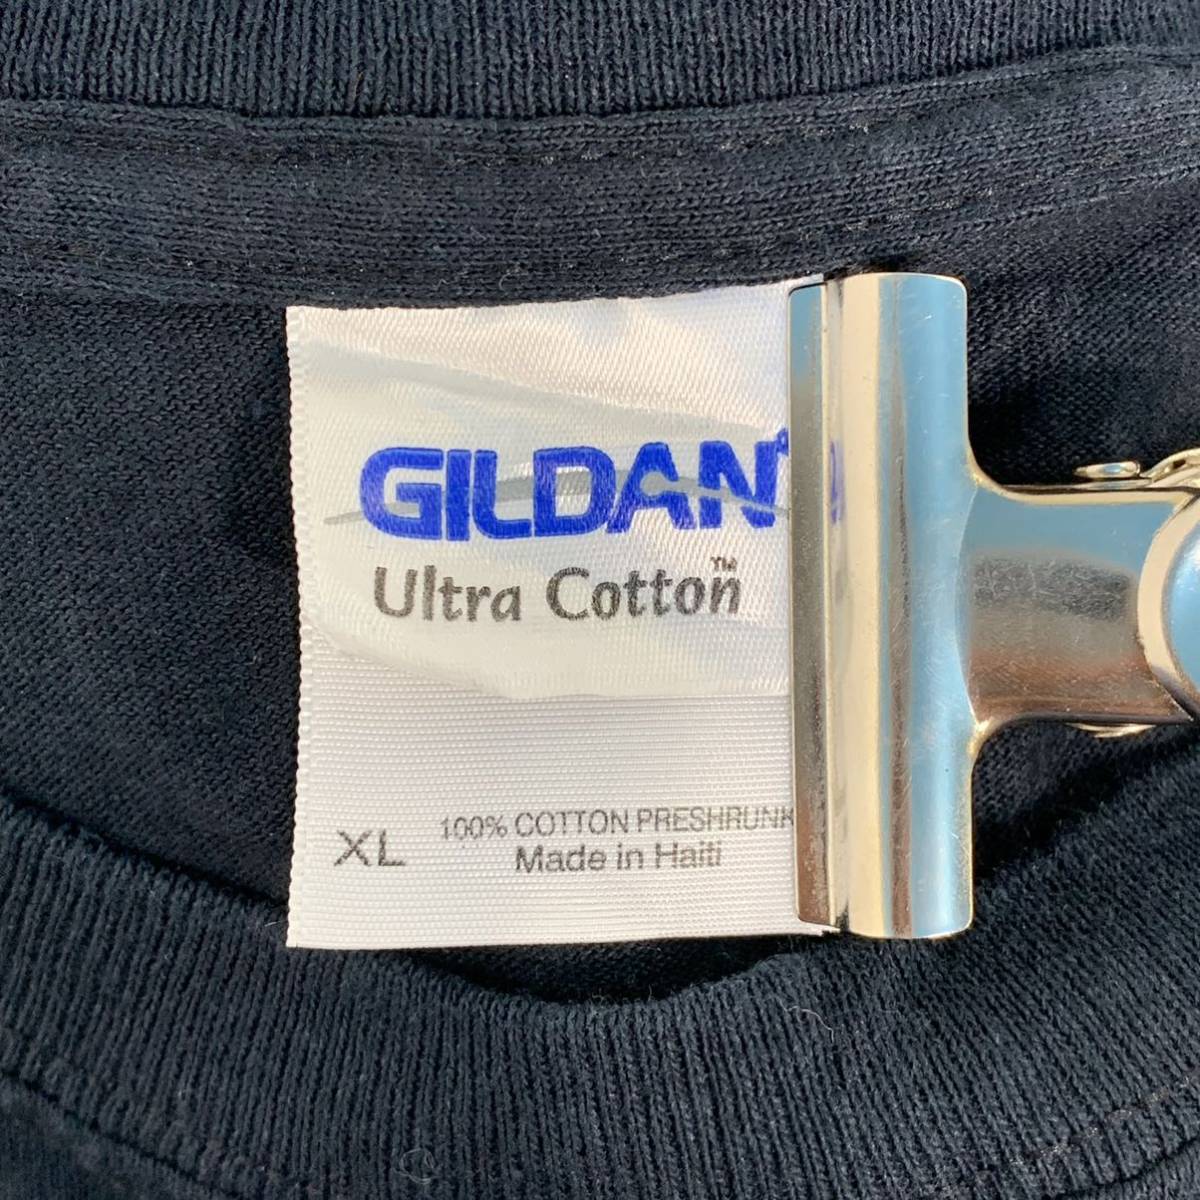 GILDAN
Ultra Cotton™
XL
100% COTTON PRESHRUNK
Made in Haiti